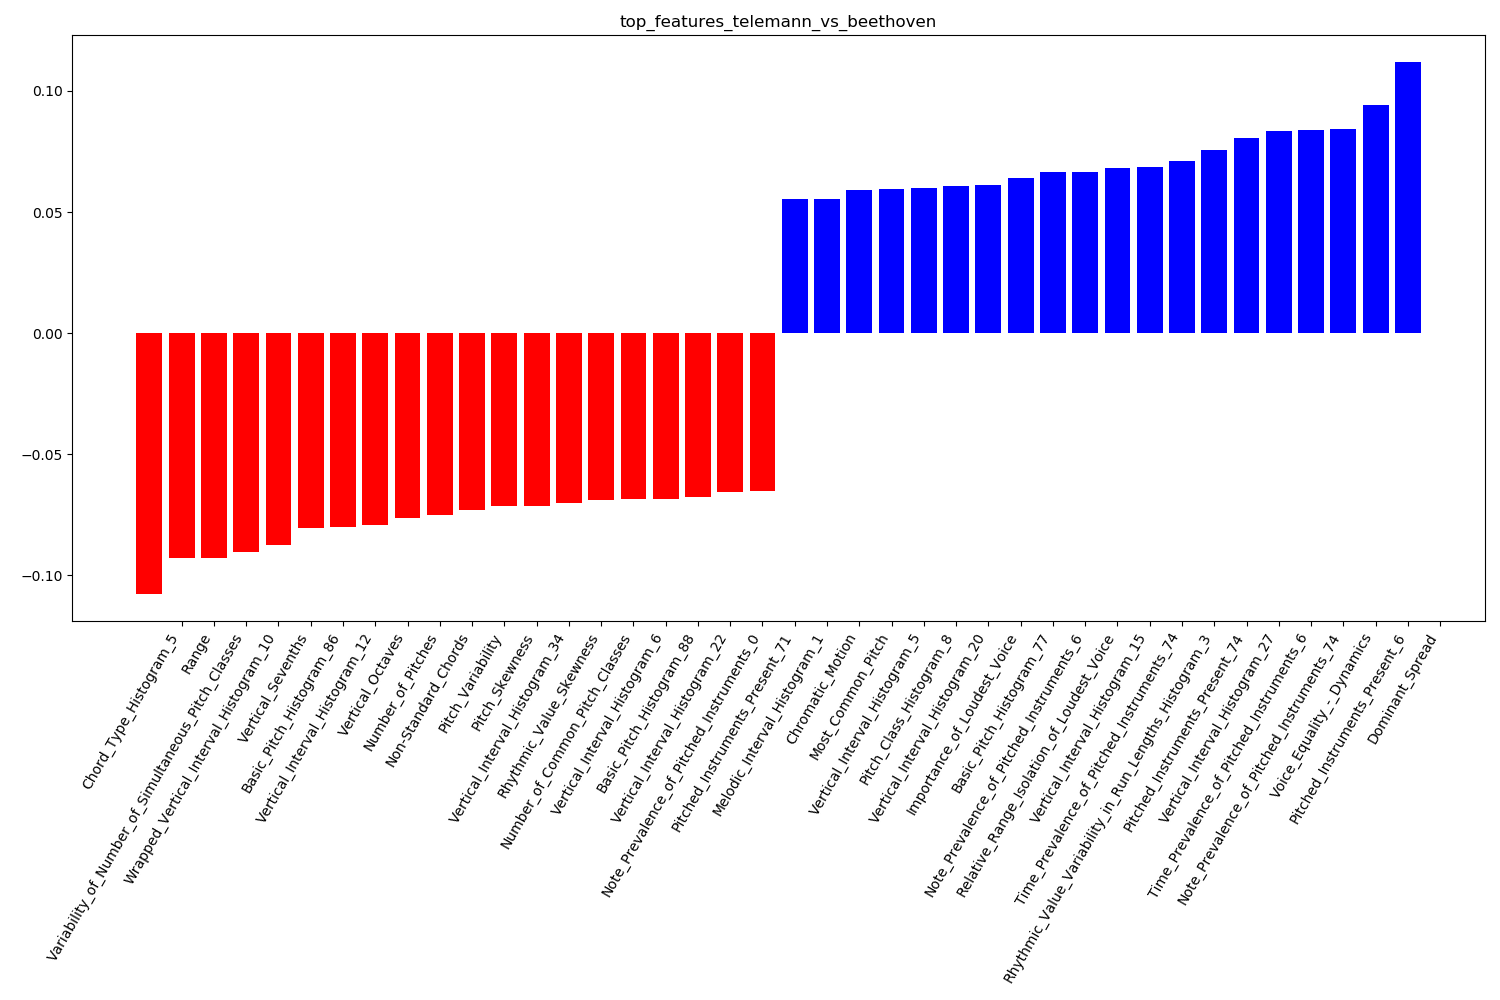 top_features_telemann_vs_beethoven
0.10
0.05
0.00
−0.05
−0.10
Chord_Type_Histogram_5
Range
Variability_of_Number_of_Simultaneous_Pitch_Classes
Wrapped_Vertical_Interval_Histogram_10
Vertical_Sevenths
Basic_Pitch_Histogram_86
Vertical_Interval_Histogram_12
Vertical_Octaves
Number_of_Pitches
Non-Standard_Chords
Pitch_Variability
Pitch_Skewness
Vertical_Interval_Histogram_34
Rhythmic_Value_Skewness
Number_of_Common_Pitch_Classes
Vertical_Interval_Histogram_6
Basic_Pitch_Histogram_88
Vertical_Interval_Histogram_22
Note_Prevalence_of_Pitched_Instruments_0
Pitched_Instruments_Present_71
Melodic_Interval_Histogram_1
Chromatic_Motion
Most_Common_Pitch
Vertical_Interval_Histogram_5
Pitch_Class_Histogram_8
Vertical_Interval_Histogram_20
Importance_of_Loudest_Voice
Basic_Pitch_Histogram_77
Note_Prevalence_of_Pitched_Instruments_6
Relative_Range_Isolation_of_Loudest_Voice
Vertical_Interval_Histogram_15
Time_Prevalence_of_Pitched_Instruments_74
Rhythmic_Value_Variability_in_Run_Lengths_Histogram_3
Pitched_Instruments_Present_74
Vertical_Interval_Histogram_27
Time_Prevalence_of_Pitched_Instruments_6
Note_Prevalence_of_Pitched_Instruments_74
Voice_Equality_-_Dynamics
Pitched_Instruments_Present_6
Dominant_Spread